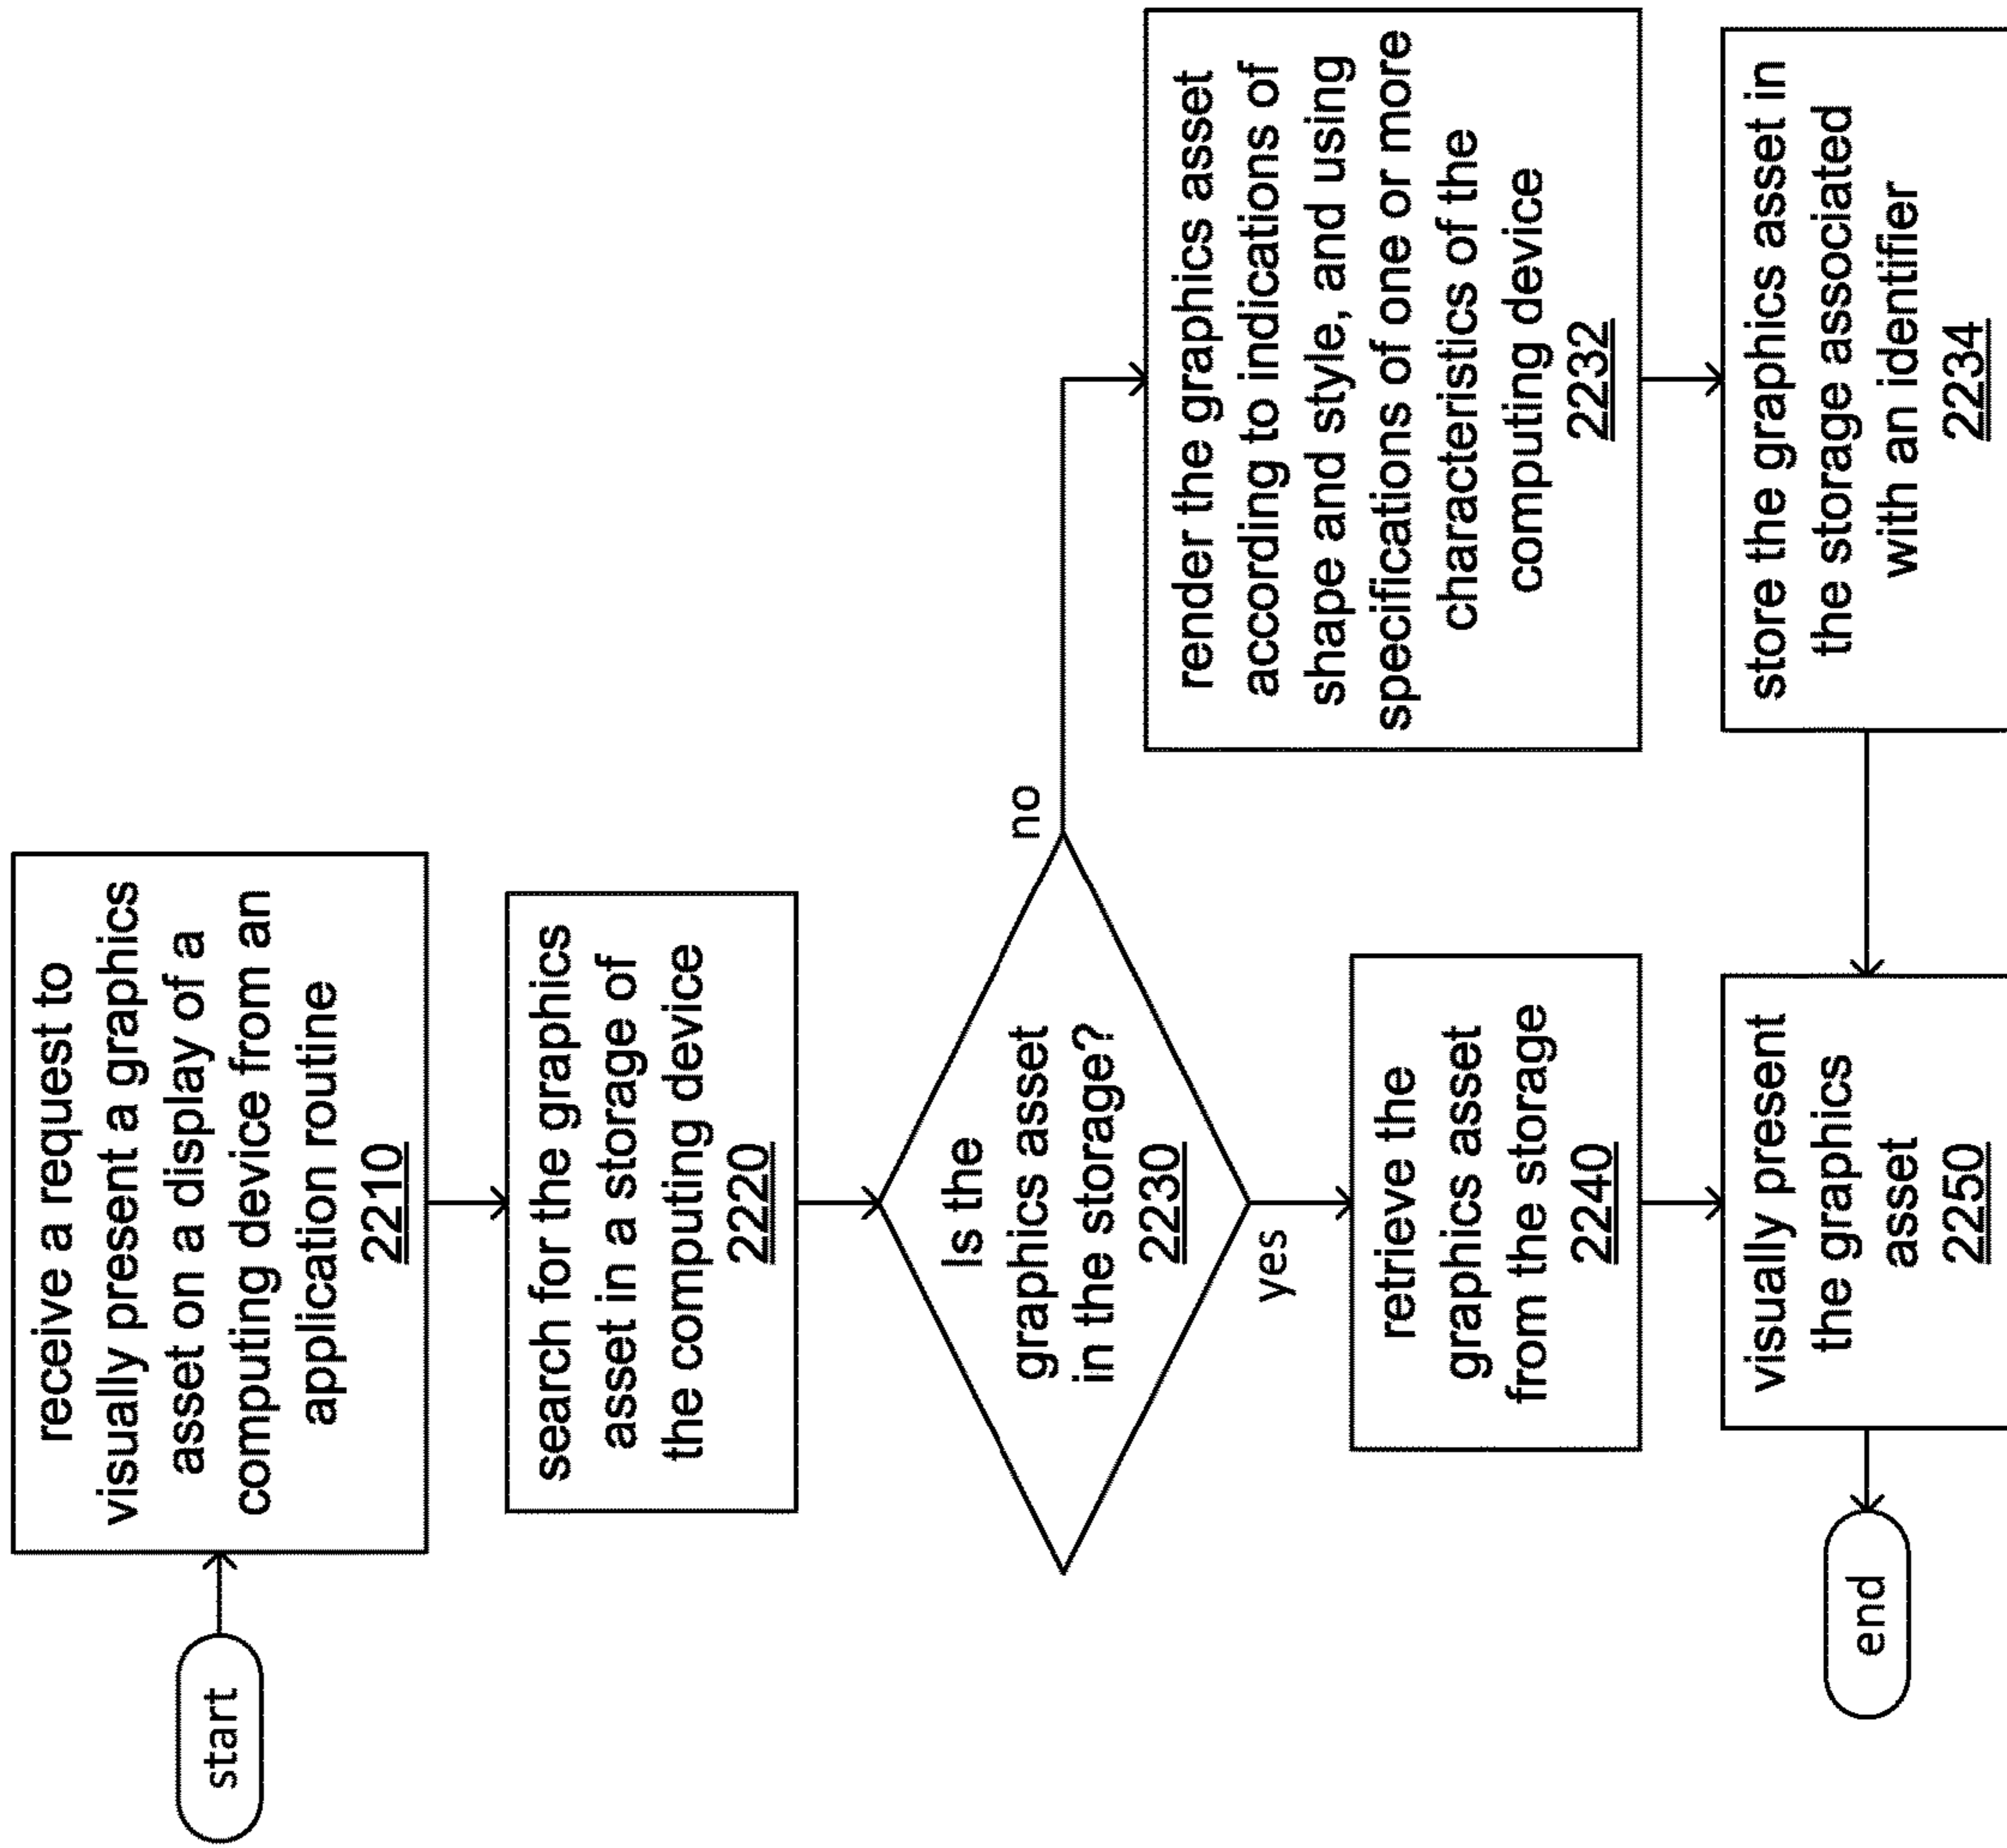 start
receive a request to
visually present a graphics
asset on a display of a
computing device from an
application routine
2210
search for the graphics
asset in a storage of
the computing device
2220
Is the
graphics asset
in the storage?
2230
no
yes
render the graphics asset
according to indications of
shape and style, and using
specifications of one or more
characteristics of the
computing device
2232
store the graphics asset in
the storage associated
with an identifier
2234
retrieve the
graphics asset
from the storage
2240
visually present
the graphics
asset
2250
end